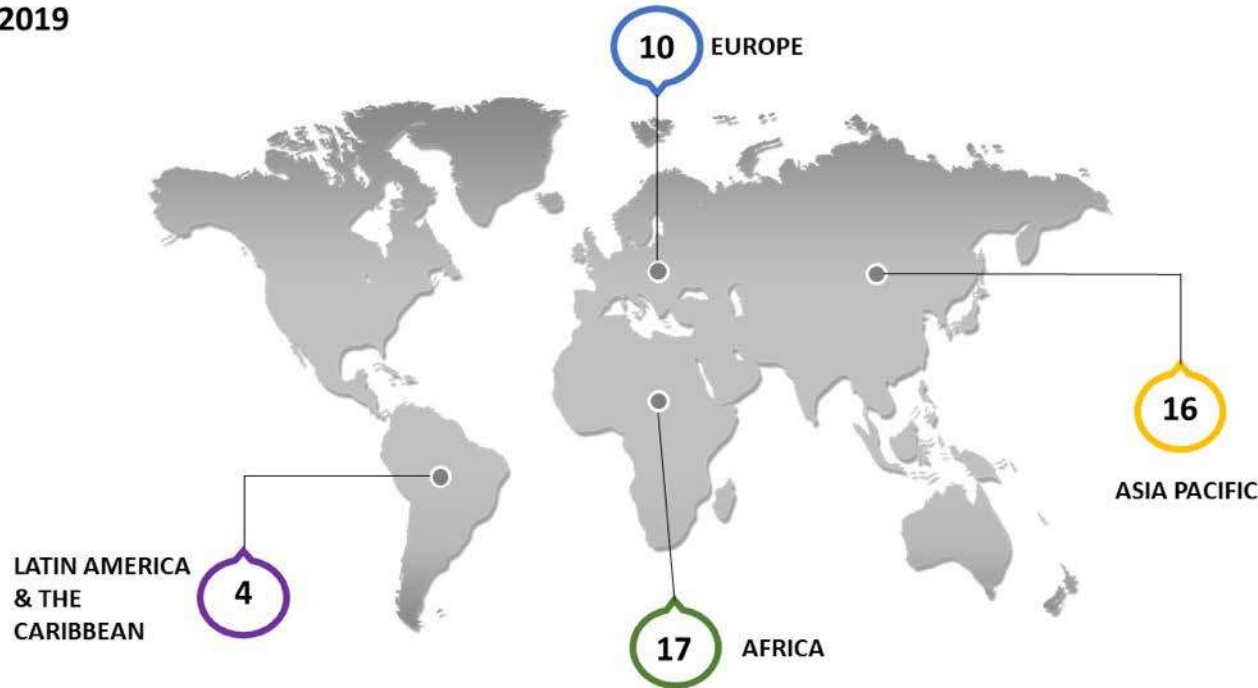 2019
10 EUROPE
16
ASIA PACIFIC
LATIN AMERICA
& THE
CARIBBEAN
4
17 AFRICA